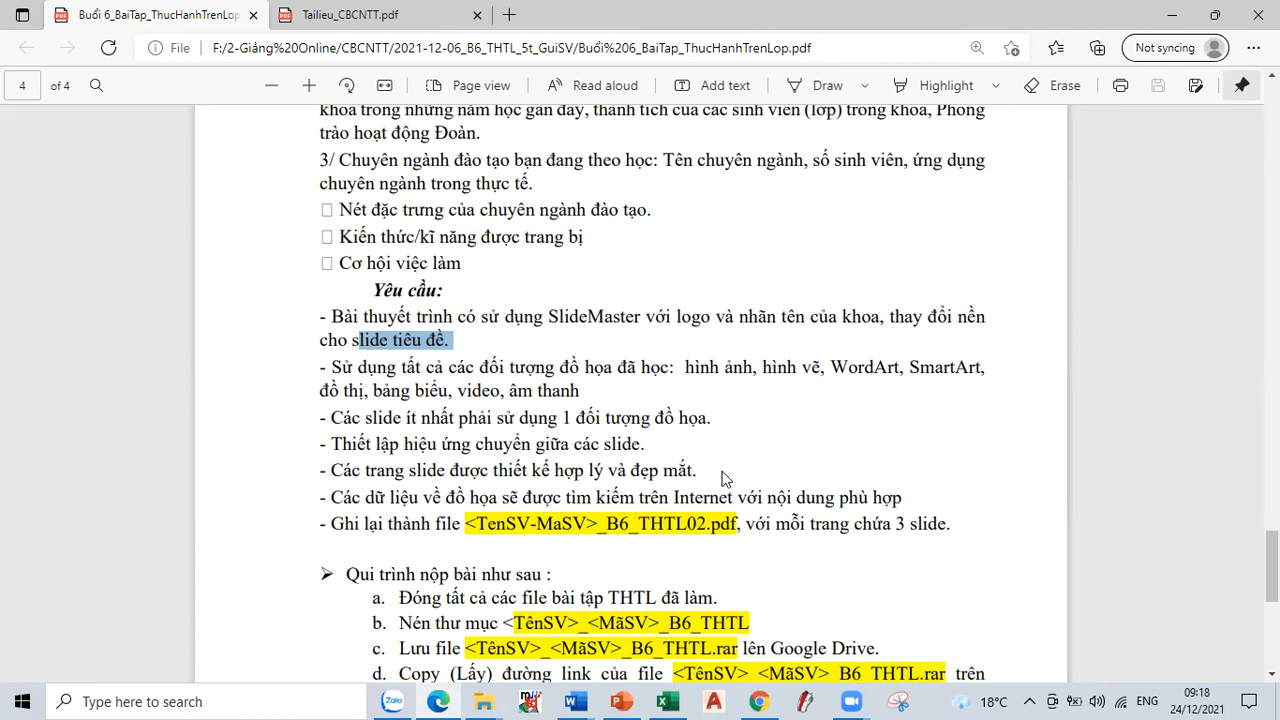 Buổi 6_BaiTap_ThucHanhTrenLop
Tailieu_CBCNTT.pdf
File
F:/2-Giảng%20Online/CBCNTT/2021-12-06_B6_THTL_5t_GuiSV/Buổi%206_BaiTap_ThucHanhTrenLop.pdf
Not syncing
4 of 4
Page view
Read aloud
Add text
Draw
Highlight
Erase
khoa trong những năm học gần đây, thành tích của các sinh viên (lớp) trong khoa, Phong
trào hoạt động Đoàn.
3/ Chuyên ngành đào tạo bạn đang theo học: Tên chuyên ngành, số sinh viên, ứng dụng
chuyên ngành trong thực tế.
Nét đặc trưng của chuyên ngành đào tạo.
Kiến thức/kĩ năng được trang bị
Cơ hội việc làm
Yêu cầu:
- Bài thuyết trình có sử dụng SlideMaster với logo và nhãn tên của khoa, thay đổi nền
cho slide tiêu đề.
- Sử dụng tất cả các đối tượng đồ họa đã học: hình ảnh, hình vẽ, WordArt, SmartArt,
đồ thị, bảng biểu, video, âm thanh
- Các slide ít nhất phải sử dụng 1 đối tượng đồ họa.
- Thiết lập hiệu ứng chuyển giữa các slide.
- Các trang slide được thiết kế hợp lý và đẹp mắt.
- Các dữ liệu về đồ họa sẽ được tìm kiếm trên Internet với nội dung phù hợp
- Ghi lại thành file <TenSV-MaSV>_B6_THTL02.pdf, với mỗi trang chứa 3 slide.
➢ Qui trình nộp bài như sau :
a. Đóng tất cả các file bài tập THTL đã làm.
b. Nén thư mục <TênSV>_<MãSV>_B6_THTL
c. Lưu file <TênSV>_<MãSV>_B6_THTL.rar lên Google Drive.
d. Copy (Lấy) đường link của file <TênSV>_<MãSV>_B6_THTL.rar trên
Type here to search
Zalo
18°C
ENG
09:18
24/12/2021